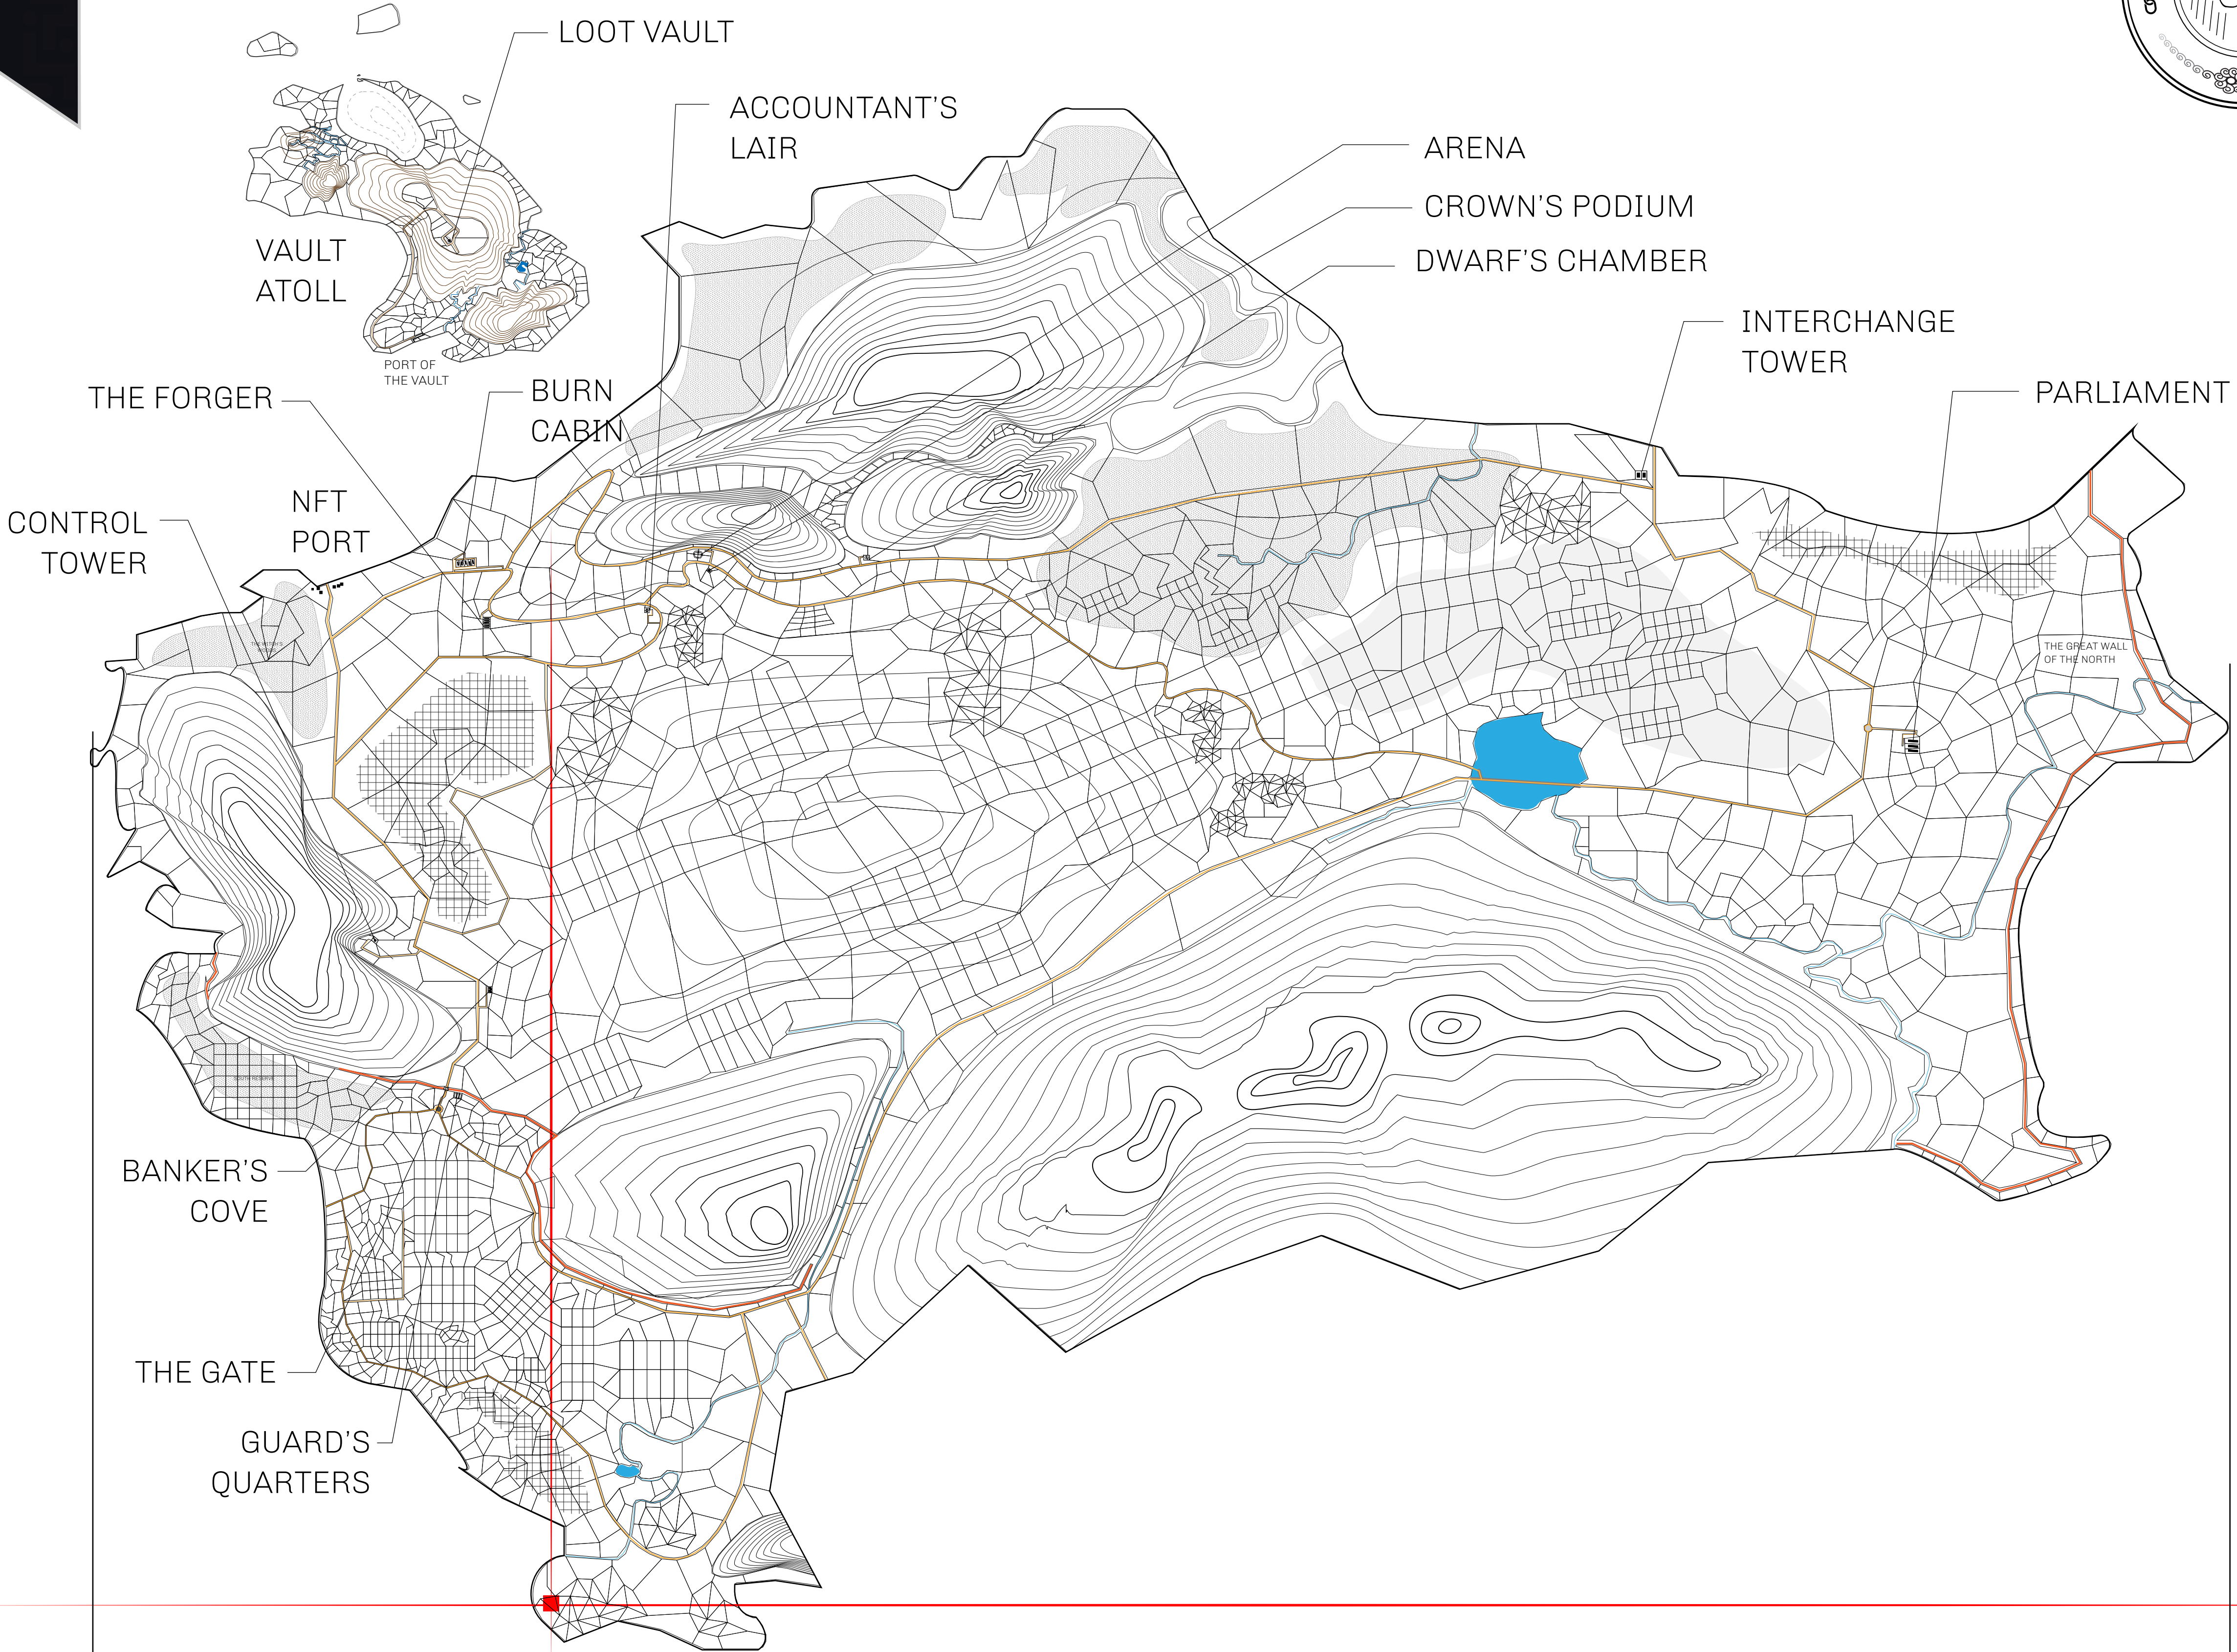 LOOT VAULT
ACCOUNTANT'S
LAIR
ARENA
CROWN'S PODIUM
DWARF'S CHAMBER
VAULT
ATOLL
INTERCHANGE
TOWER
PORT OF
THE VAULT
THE FORGER
BURN
CABIN
PARLIAMENT
NFT
PORT
CONTROL
TOWER
THE GREAT WALL
OF THE NORTH
SOUTH RESERVE
BANKER'S
COVE
THE GATE
GUARD'S
QUARTERS